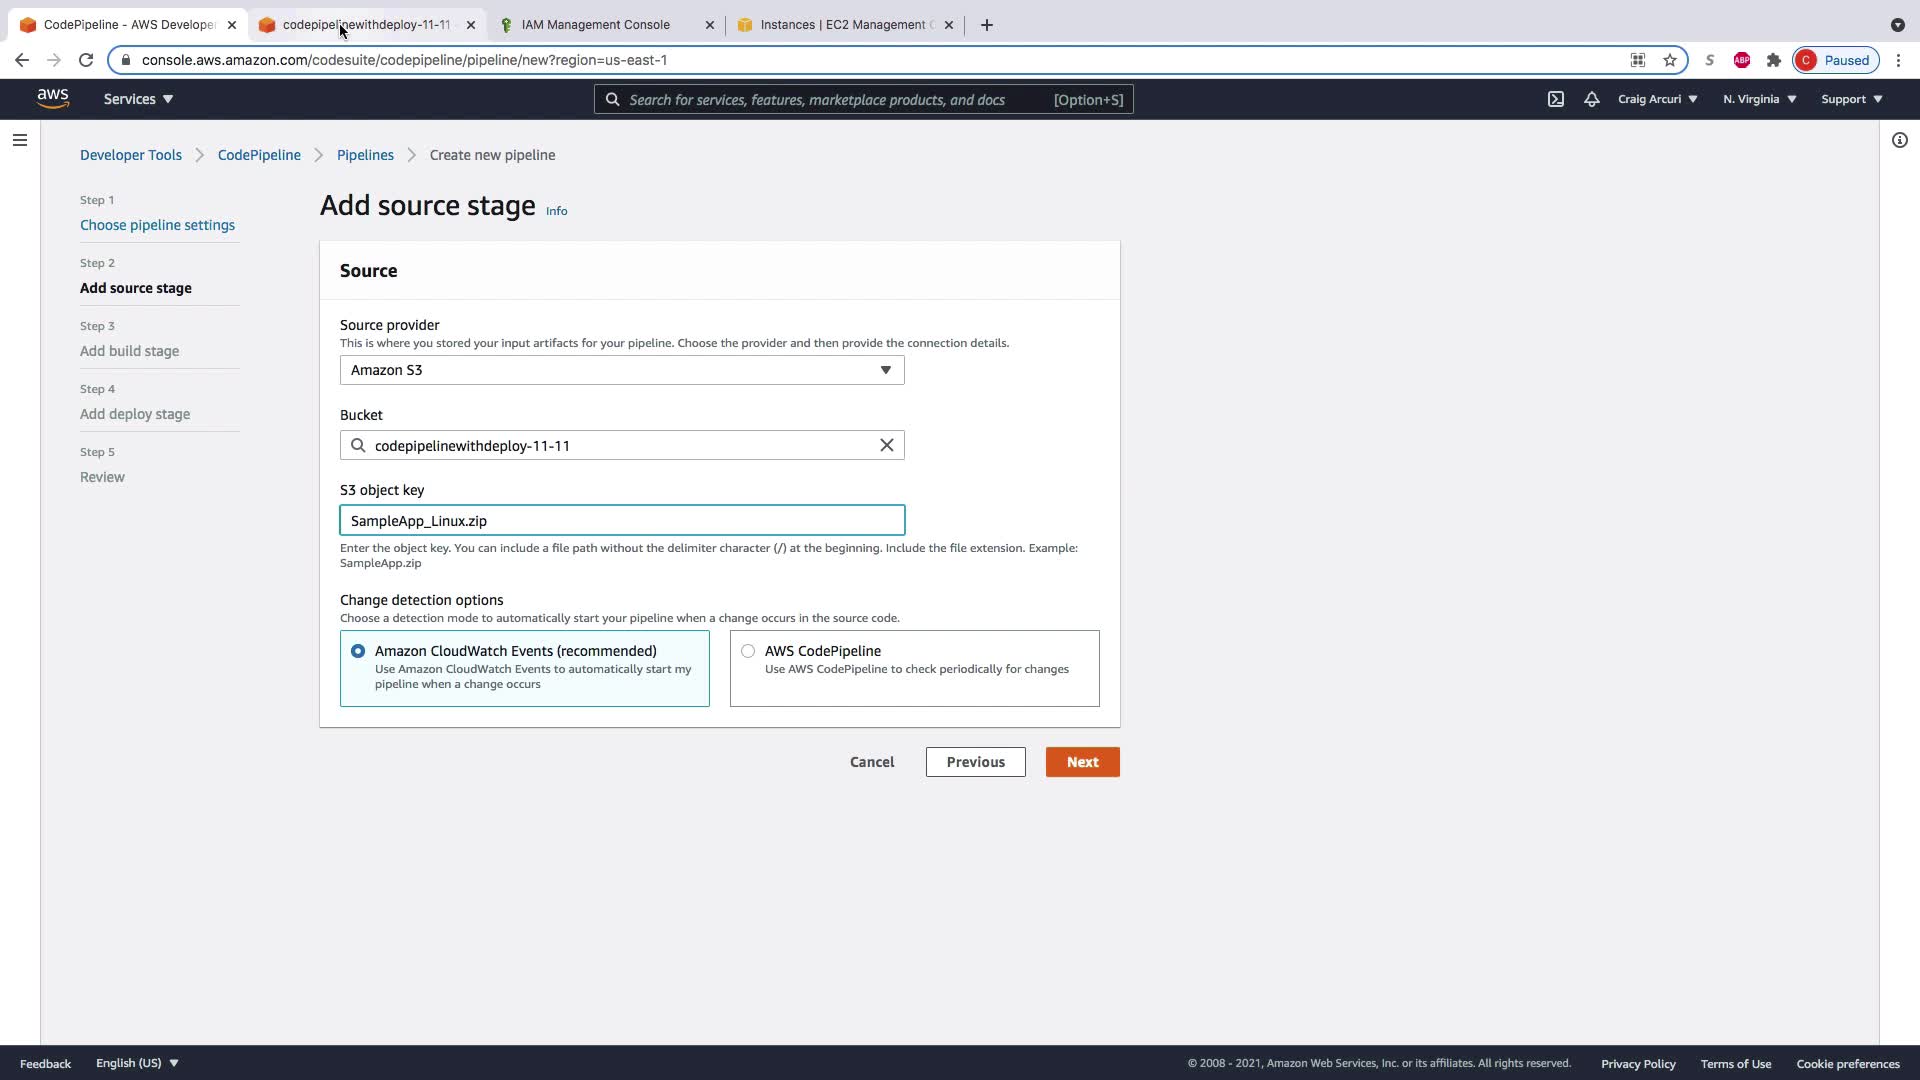 CodePipeline - AWS Developer
codepipelinewithdeploy-11-11
IAM Management Console
Instances | EC2 Management C
console.aws.amazon.com/codesuite/codepipeline/pipeline/new?region=us-east-1
S
ABP
C
Paused
aws
Services
Search for services, features, marketplace products, and docs
[Option+S]
Craig Arcuri
N. Virginia
Support
Developer Tools
CodePipeline
Pipelines
Create new pipeline
Step 1
Choose pipeline settings
Step 2
Add source stage
Step 3
Add build stage
Step 4
Add deploy stage
Step 5
Review
Add source stage
Info
Source
Source provider
This is where you stored your input artifacts for your pipeline. Choose the provider and then provide the connection details.
Amazon S3
Bucket
codepipelinewithdeploy-11-11
S3 object key
SampleApp_Linux.zip
Enter the object key. You can include a file path without the delimiter character (/) at the beginning. Include the file extension. Example:
SampleApp.zip
Change detection options
Choose a detection mode to automatically start your pipeline when a change occurs in the source code.
Amazon CloudWatch Events (recommended)
Use Amazon CloudWatch Events to automatically start my
pipeline when a change occurs
AWS CodePipeline
Use AWS CodePipeline to check periodically for changes
Cancel
Previous
Next
Feedback
English (US)
© 2008 - 2021, Amazon Web Services, Inc. or its affiliates. All rights reserved.
Privacy Policy
Terms of Use
Cookie preferences